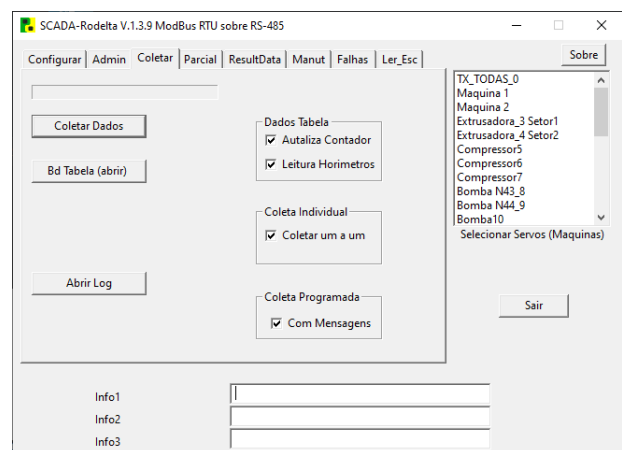 SCADA-Rodelta V.1.3.9 ModBus RTU sobre RS-485
Configurar Admin Coletar Parcial ResultData Manut Falhas Ler_Esc
Sobre
Coletar Dados
Bd Tabela (abrir)
Abrir Log
Dados Tabela
Autaliza Contador
Leitura Horimetros
Coleta Individual
Coletar um a um
Coleta Programada
Com Mensagens
TX_TODAS_0
Maquina 1
Maquina 2
Extrusadora_3 Setor1
Extrusadora_4 Setor2
Compressor5
Compressor6
Compressor7
Bomba N43_8
Bomba N44_9
Bomba10
Selecionar Servos (Maquinas)
Sair
Info1
Info2
Info3